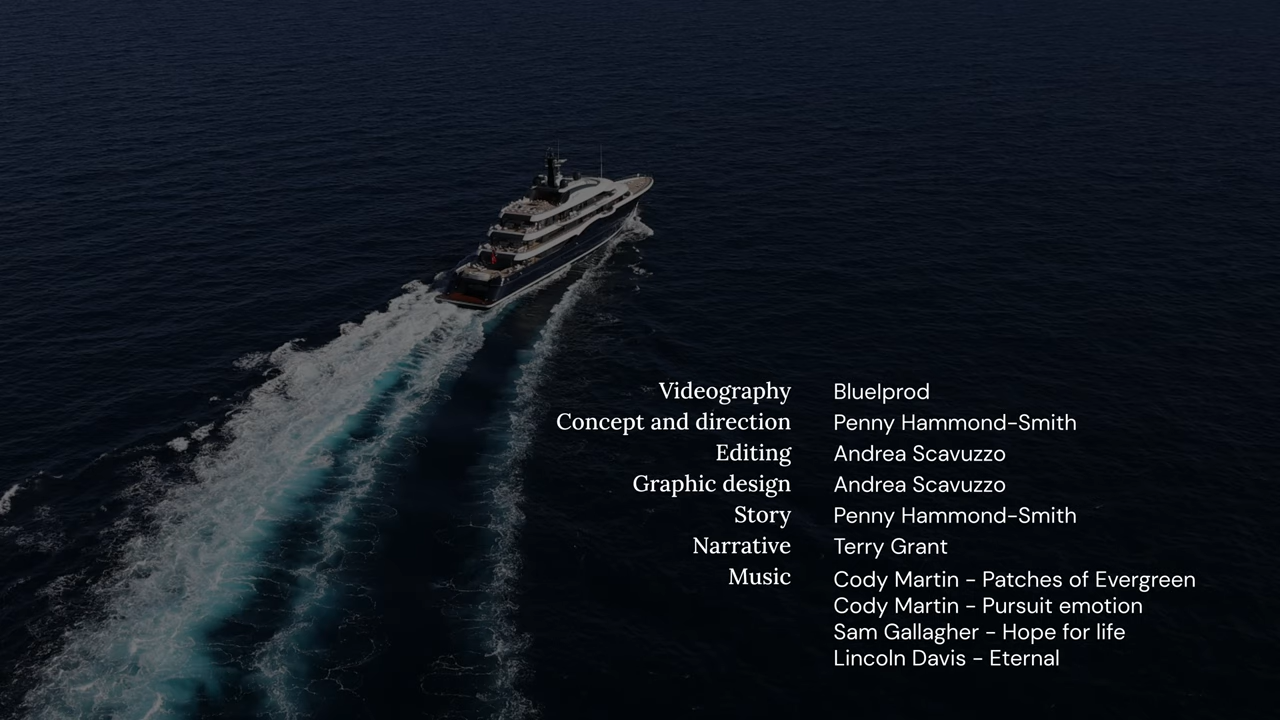 Videography Bluelprod
Concept and direction Penny Hammond-Smith
Editing Andrea Scavuzzo
Graphic design Andrea Scavuzzo
Story Penny Hammond-Smith
Narrative Terry Grant
Music Cody Martin - Patches of Evergreen
Cody Martin - Pursuit emotion
Sam Gallagher - Hope for life
Lincoln Davis - Eternal